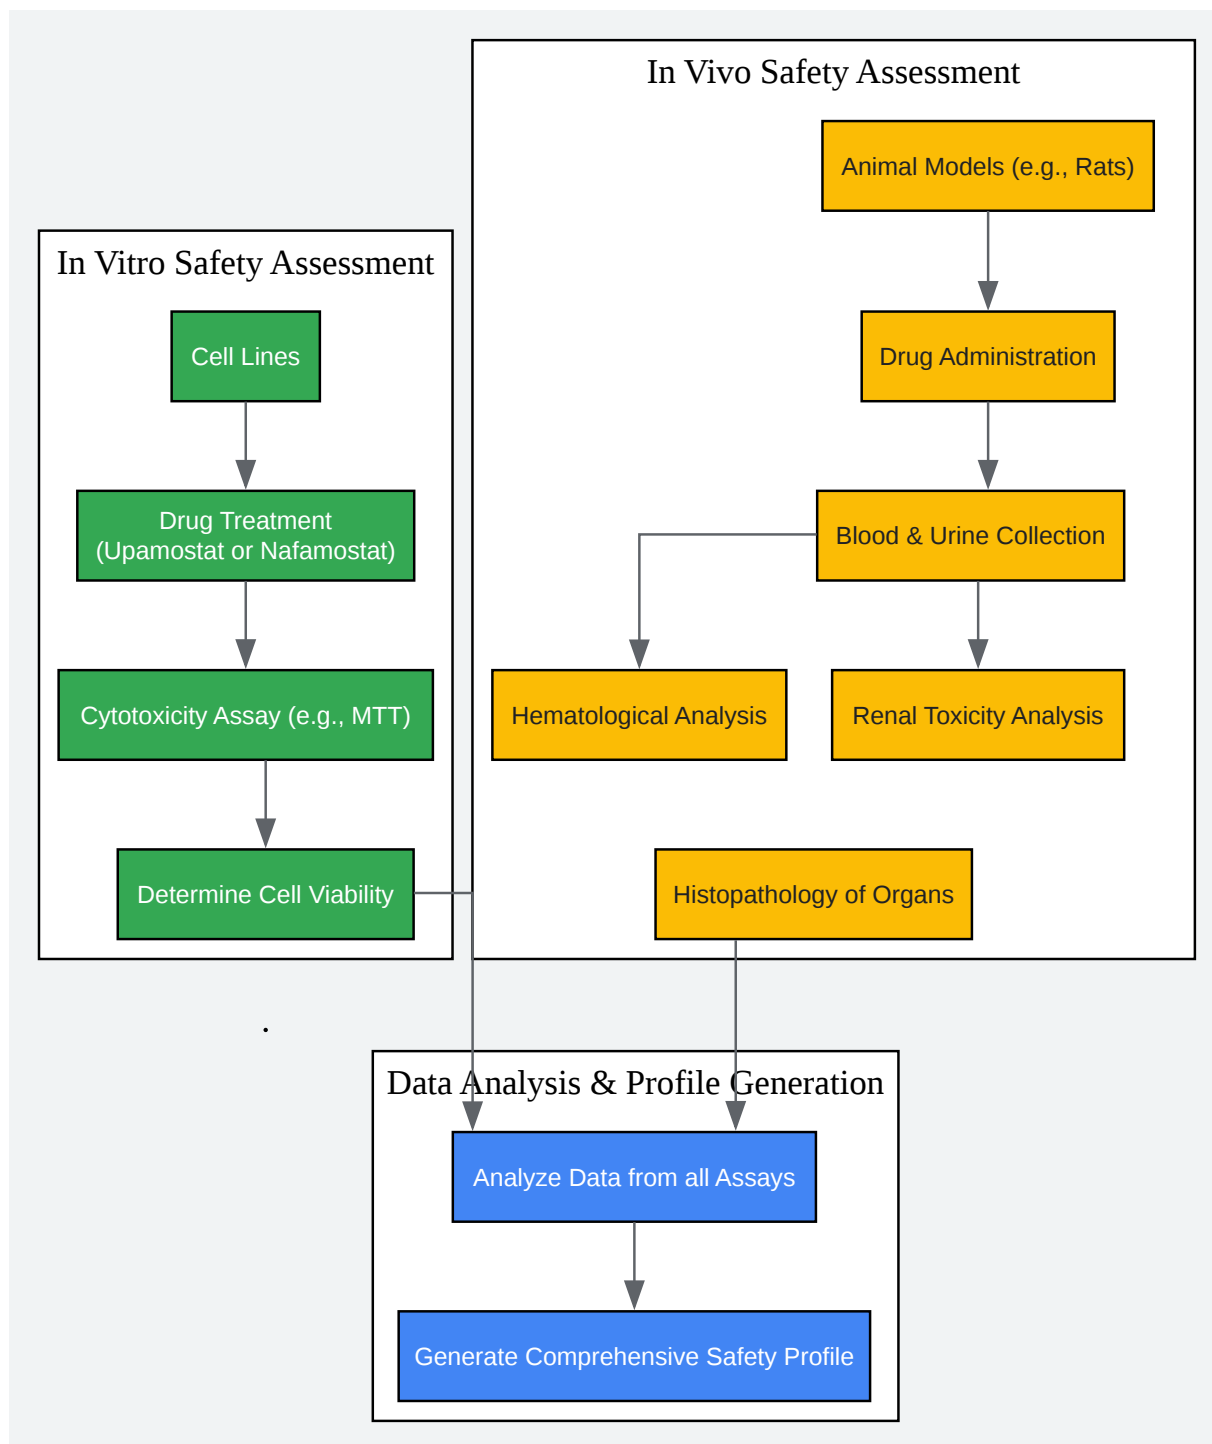 In Vivo Safety Assessment
Animal Models (e.g., Rats)
Drug Administration
Blood & Urine Collection
Hematological Analysis
Renal Toxicity Analysis
Histopathology of Organs
In Vitro Safety Assessment
Cell Lines
Drug Treatment
(Upamostat or Nafamostat)
Cytotoxicity Assay (e.g., MTT)
Determine Cell Viability
.
Data Analysis & Profile Generation
Analyze Data from all Assays
Generate Comprehensive Safety Profile